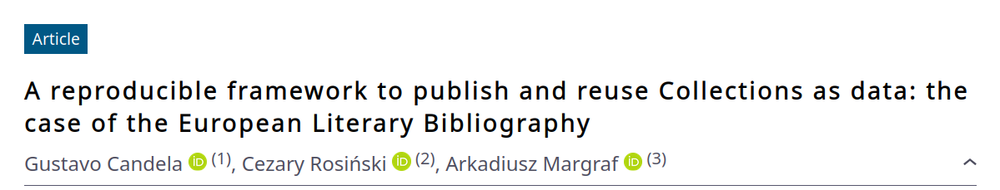 Article
A reproducible framework to publish and reuse Collections as data: the
case of the European Literary Bibliography
Gustavo Candela iD (1), Cezary Rosiński iD (2), Arkadiusz Margraf iD (3)